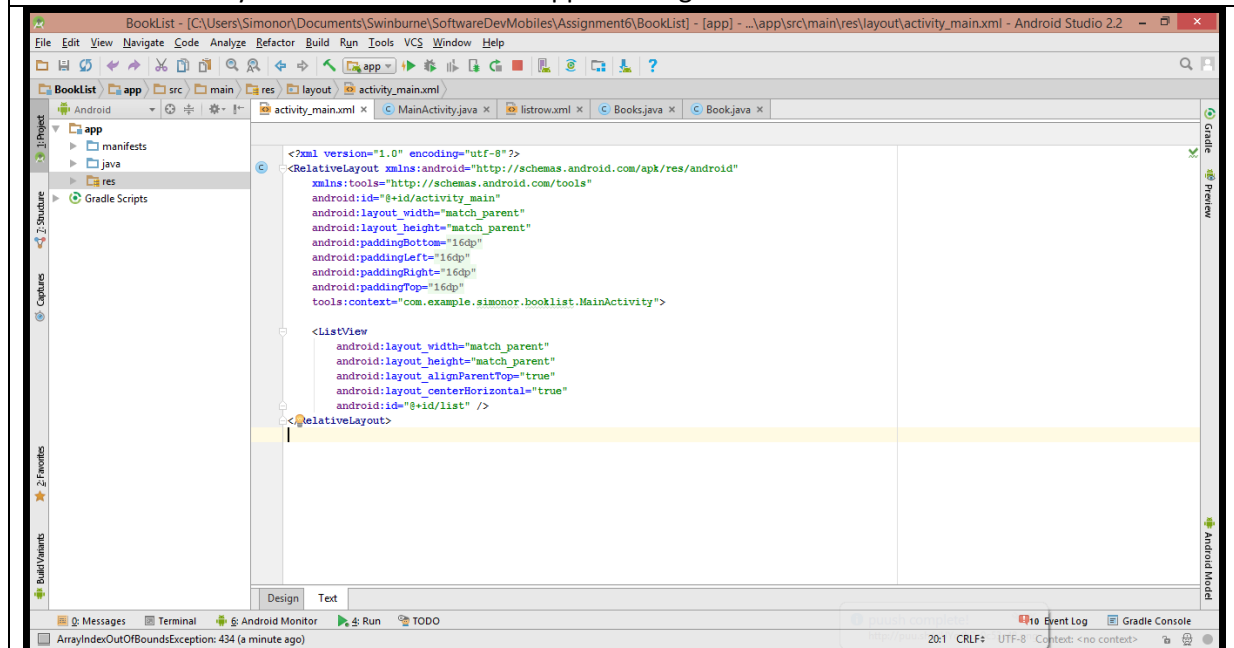 BookList - [C:\Users\Simonor\Documents\Swinburne\SoftwareDevMobiles\Assignment6\BookList] - [app] - ...\app\src\main\res\layout\activity_main.xml - Android Studio 2.2
File Edit View Navigate Code Analyze Refactor Build Run Tools VCS Window Help
app
BookList app src main res layout activity_main.xml
Android activity_main.xml MainActivity.java listrow.xml Books.java Book.java
1: Project
7: Structure
Captures
2: Favorites
Build Variants
app
manifests
java
res
Gradle Scripts
<?xml version="1.0" encoding="utf-8"?>
<RelativeLayout xmlns:android="http://schemas.android.com/apk/res/android"
xmlns:tools="http://schemas.android.com/tools"
android:id="@+id/activity_main"
android:layout_width="match_parent"
android:layout_height="match_parent"
android:paddingBottom="16dp"
android:paddingLeft="16dp"
android:paddingRight="16dp"
android:paddingTop="16dp"
tools:context="com.example.simonor.booklist.MainActivity">
<ListView
android:layout_width="match_parent"
android:layout_height="match_parent"
android:layout_alignParentTop="true"
android:layout_centerHorizontal="true"
android:id="@+id/list" />
</RelativeLayout>
Gradle
Preview
Android Model
Design Text
0: Messages Terminal 6: Android Monitor 4: Run TODO 10 Event Log Gradle Console
ArrayIndexOutOfBoundsException: 434 (a minute ago) 20:1 CRLF UTF-8 Context: <no context>